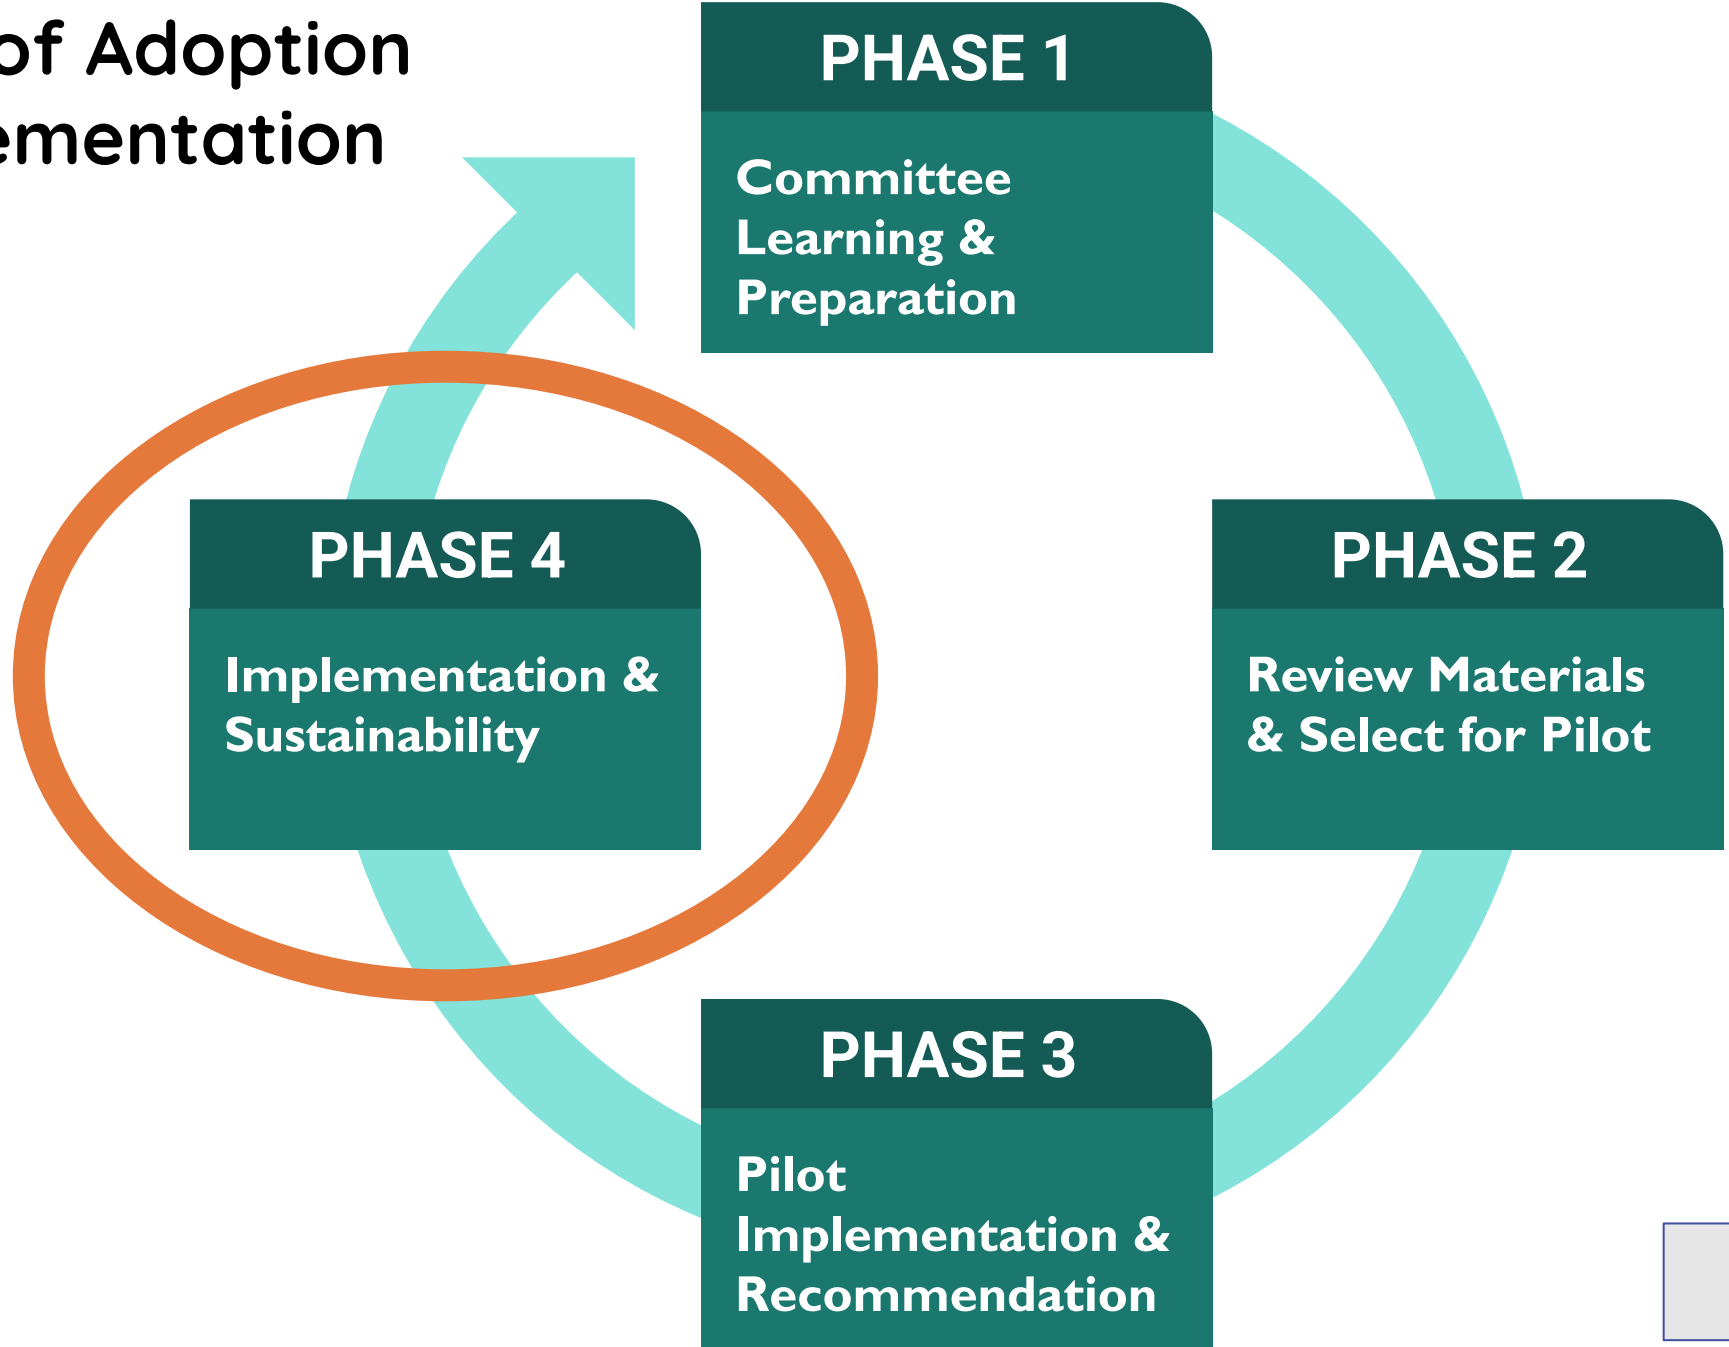 of Adoption
ementation
PHASE 1
Committee
Learning &
Preparation
PHASE 2
Review Materials
& Select for Pilot
PHASE 3
Pilot
Implementation &
Recommendation
PHASE 4
Implementation &
Sustainability